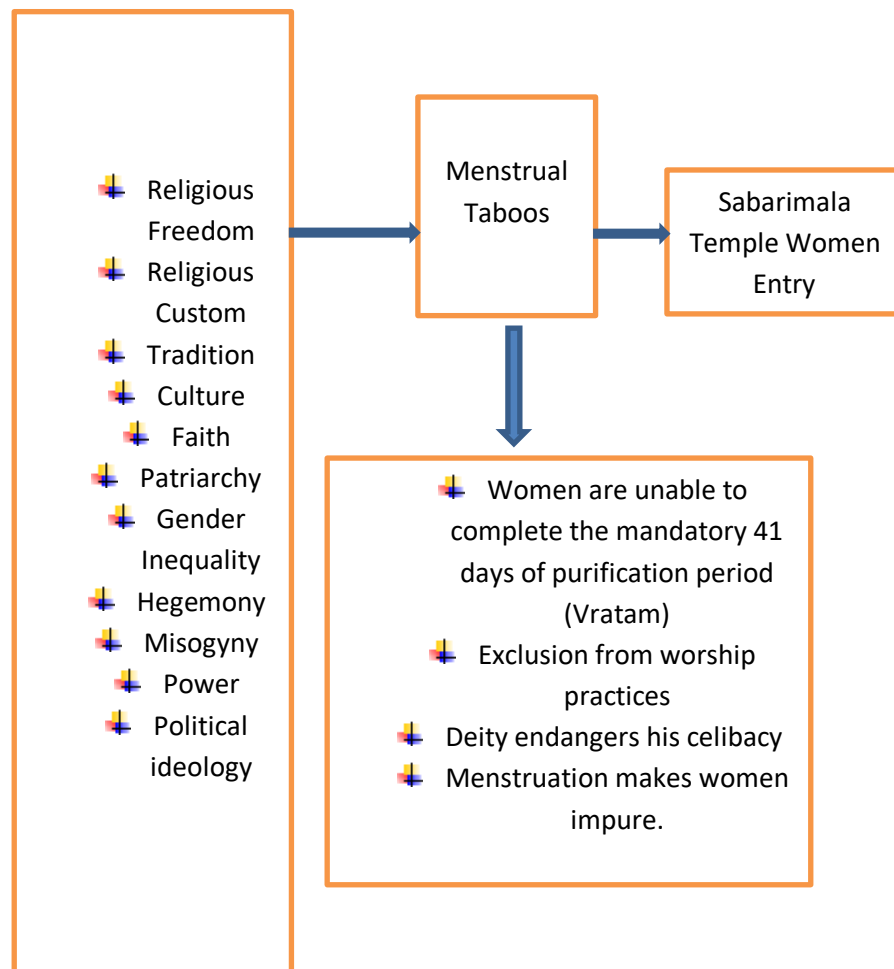 Religious
Freedom
Religious
Custom
Tradition
Culture
Faith
Patriarchy
Gender
Inequality
Hegemony
Misogyny
Power
Political
ideology
Menstrual
Taboos
Sabarimala
Temple Women
Entry
Women are unable to
complete the mandatory 41
days of purification period
(Vratam)
Exclusion from worship
practices
Deity endangers his celibacy
Menstruation makes women
impure.